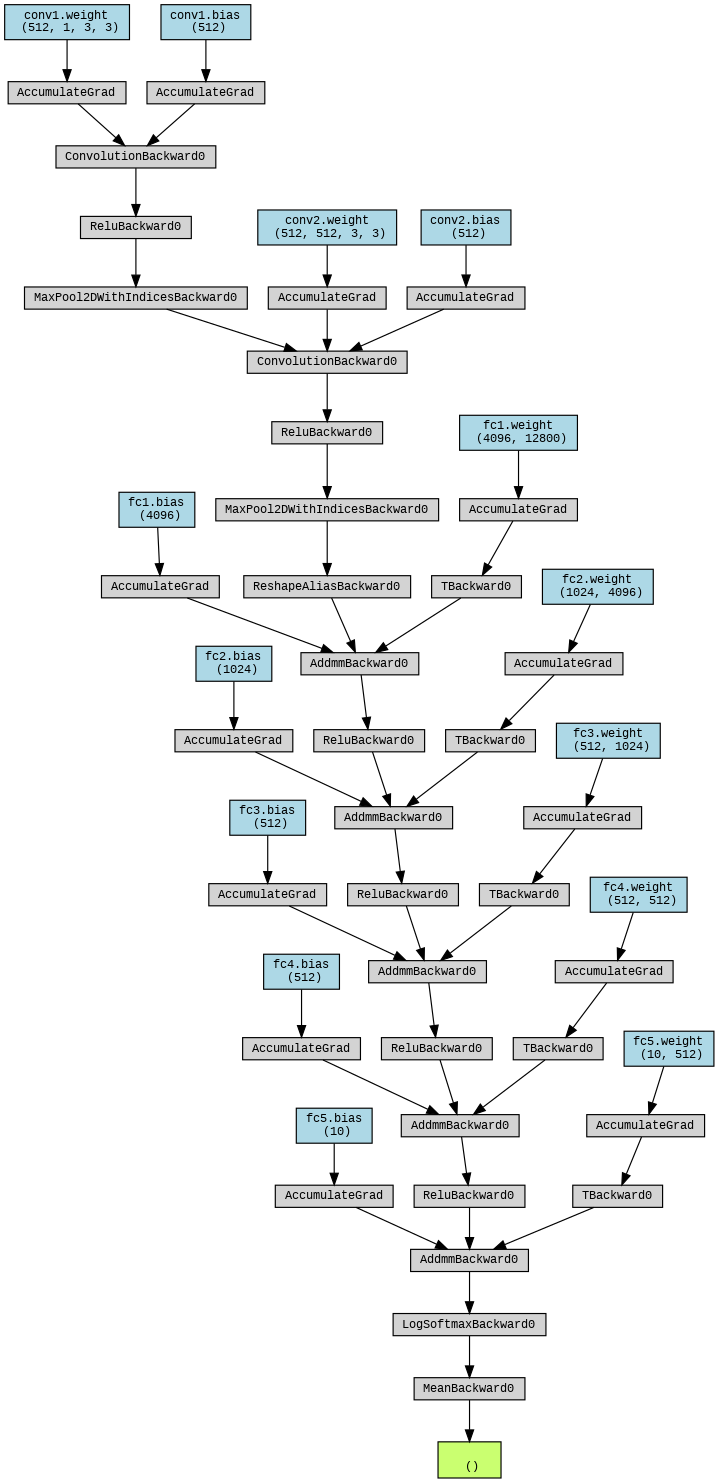 conv1.weight
(512, 1, 3, 3)
conv1.bias
(512)
AccumulateGrad
AccumulateGrad
ConvolutionBackward0
ReluBackward0
conv2.weight
(512, 512, 3, 3)
conv2.bias
(512)
MaxPool2DWithIndicesBackward0
AccumulateGrad
AccumulateGrad
ConvolutionBackward0
ReluBackward0
fc1.weight
(4096, 12800)
fc1.bias
(4096)
MaxPool2DWithIndicesBackward0
AccumulateGrad
AccumulateGrad
ReshapeAliasBackward0
TBackward0
fc2.weight
(1024, 4096)
fc2.bias
(1024)
AddmmBackward0
AccumulateGrad
AccumulateGrad
ReluBackward0
TBackward0
fc3.weight
(512, 1024)
fc3.bias
(512)
AddmmBackward0
AccumulateGrad
AccumulateGrad
ReluBackward0
TBackward0
fc4.weight
(512, 512)
fc4.bias
(512)
AddmmBackward0
AccumulateGrad
AccumulateGrad
ReluBackward0
TBackward0
fc5.weight
(10, 512)
fc5.bias
(10)
AddmmBackward0
AccumulateGrad
AccumulateGrad
ReluBackward0
TBackward0
AddmmBackward0
LogSoftmaxBackward0
MeanBackward0
()